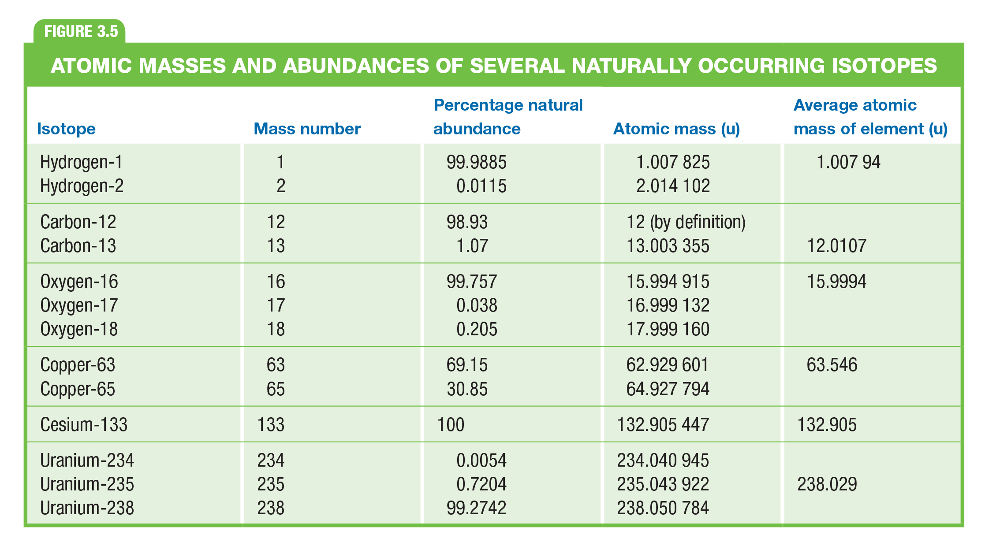 FIGURE 3.5
ATOMIC MASSES AND ABUNDANCES OF SEVERAL NATURALLY OCCURRING ISOTOPES
Isotope Mass number Percentage natural abundance Atomic mass (u) Average atomic mass of element (u)
Hydrogen-1 1 99.9885 1.007 825 1.007 94
Hydrogen-2 2 0.0115 2.014 102
Carbon-12 12 98.93 12 (by definition)
Carbon-13 13 1.07 13.003 355 12.0107
Oxygen-16 16 99.757 15.994 915 15.9994
Oxygen-17 17 0.038 16.999 132
Oxygen-18 18 0.205 17.999 160
Copper-63 63 69.15 62.929 601 63.546
Copper-65 65 30.85 64.927 794
Cesium-133 133 100 132.905 447 132.905
Uranium-234 234 0.0054 234.040 945
Uranium-235 235 0.7204 235.043 922 238.029
Uranium-238 238 99.2742 238.050 784